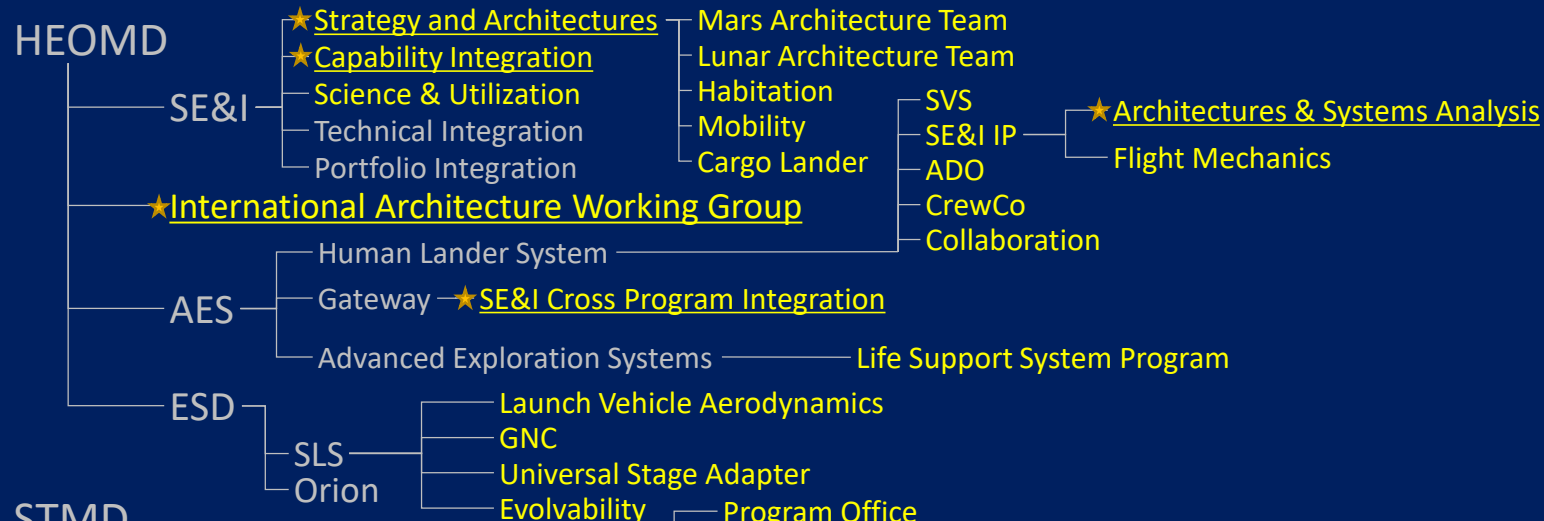 HEOMD
SE&I
Strategy and Architectures
Capability Integration
Science & Utilization
Technical Integration
Portfolio Integration
Mars Architecture Team
Lunar Architecture Team
Habitation
Mobility
Cargo Lander
International Architecture Working Group
AES
Human Lander System
SVS
SE&I IP
ADO
CrewCo
Collaboration
Architectures & Systems Analysis
Flight Mechanics
Gateway
SE&I Cross Program Integration
Advanced Exploration Systems
Life Support System Program
ESD
SLS
Orion
Launch Vehicle Aerodynamics
GNC
Universal Stage Adapter
Evolvability
STMD
Program Office